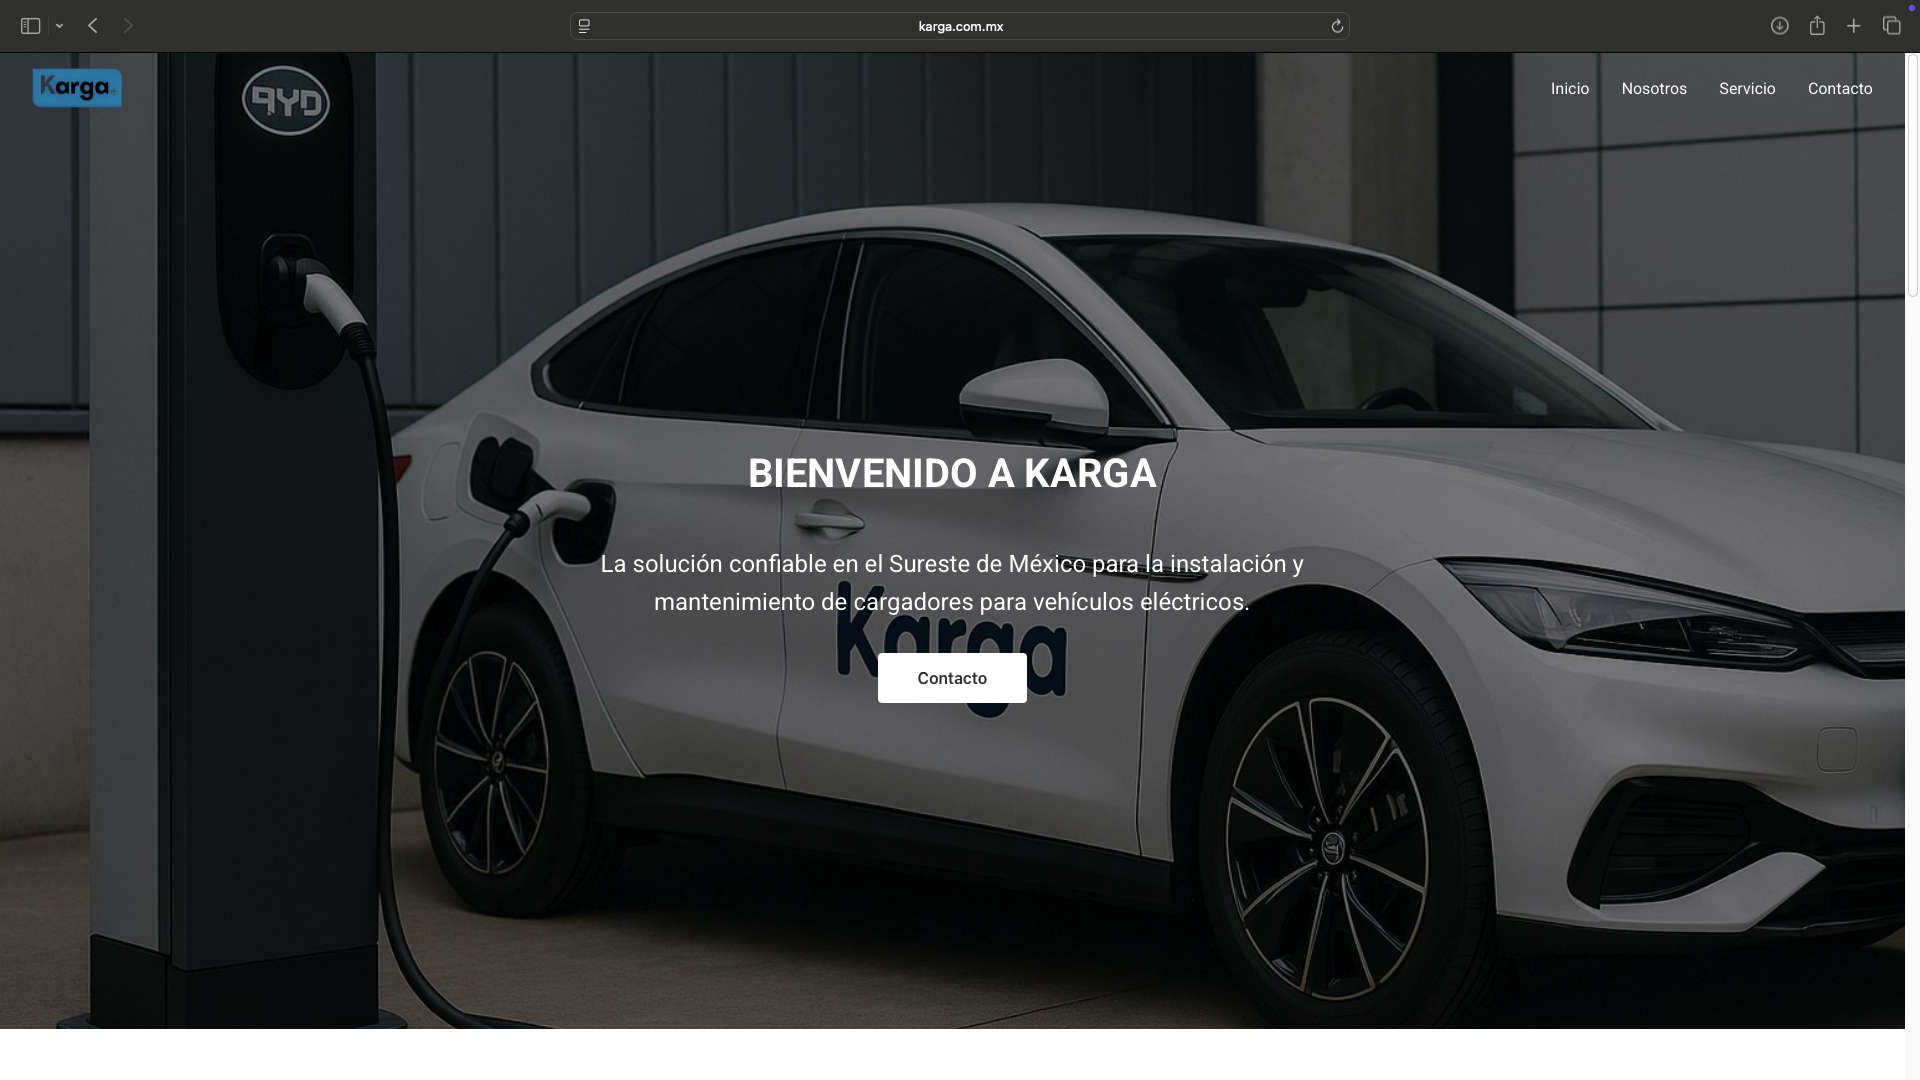 karga.com.mx
Karga
Inicio Nosotros Servicio Contacto
BIENVENIDO A KARGA
La solución confiable en el Sureste de México para la instalación y
mantenimiento de cargadores para vehículos eléctricos.
Karga
Contacto